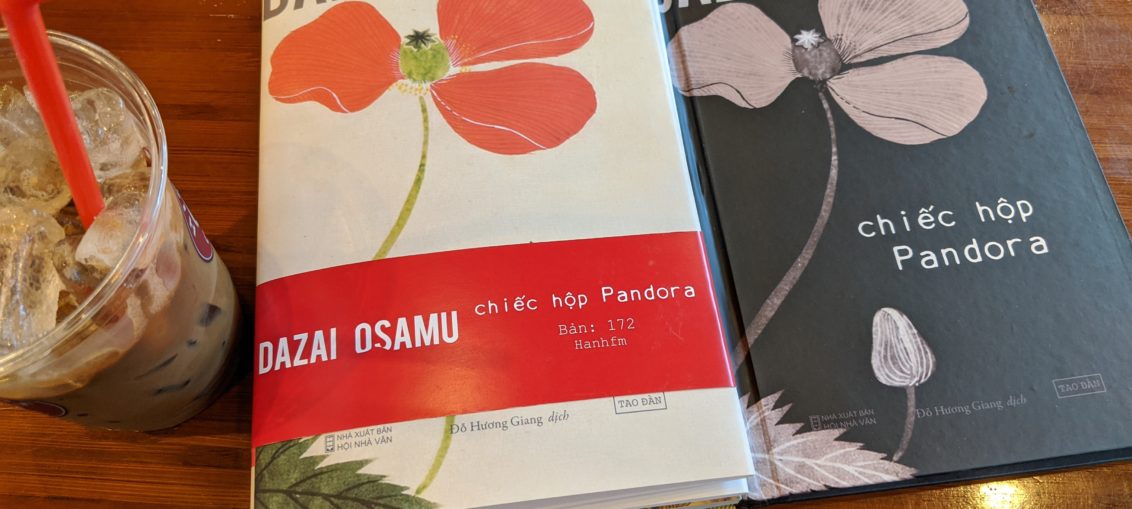 DAZAI OSAMU
chiếc hộp Pandora
Bản: 172
Hanhfm
NHÀ XUẤT BẢN
HỘI NHÀ VĂN
Đỗ Hương Giang dịch
TAO ĐÀN
chiếc hộp
Pandora
NHÀ XUẤT BẢN
HỘI NHÀ VĂN
Đỗ Hương Giang dịch
TAO ĐÀN